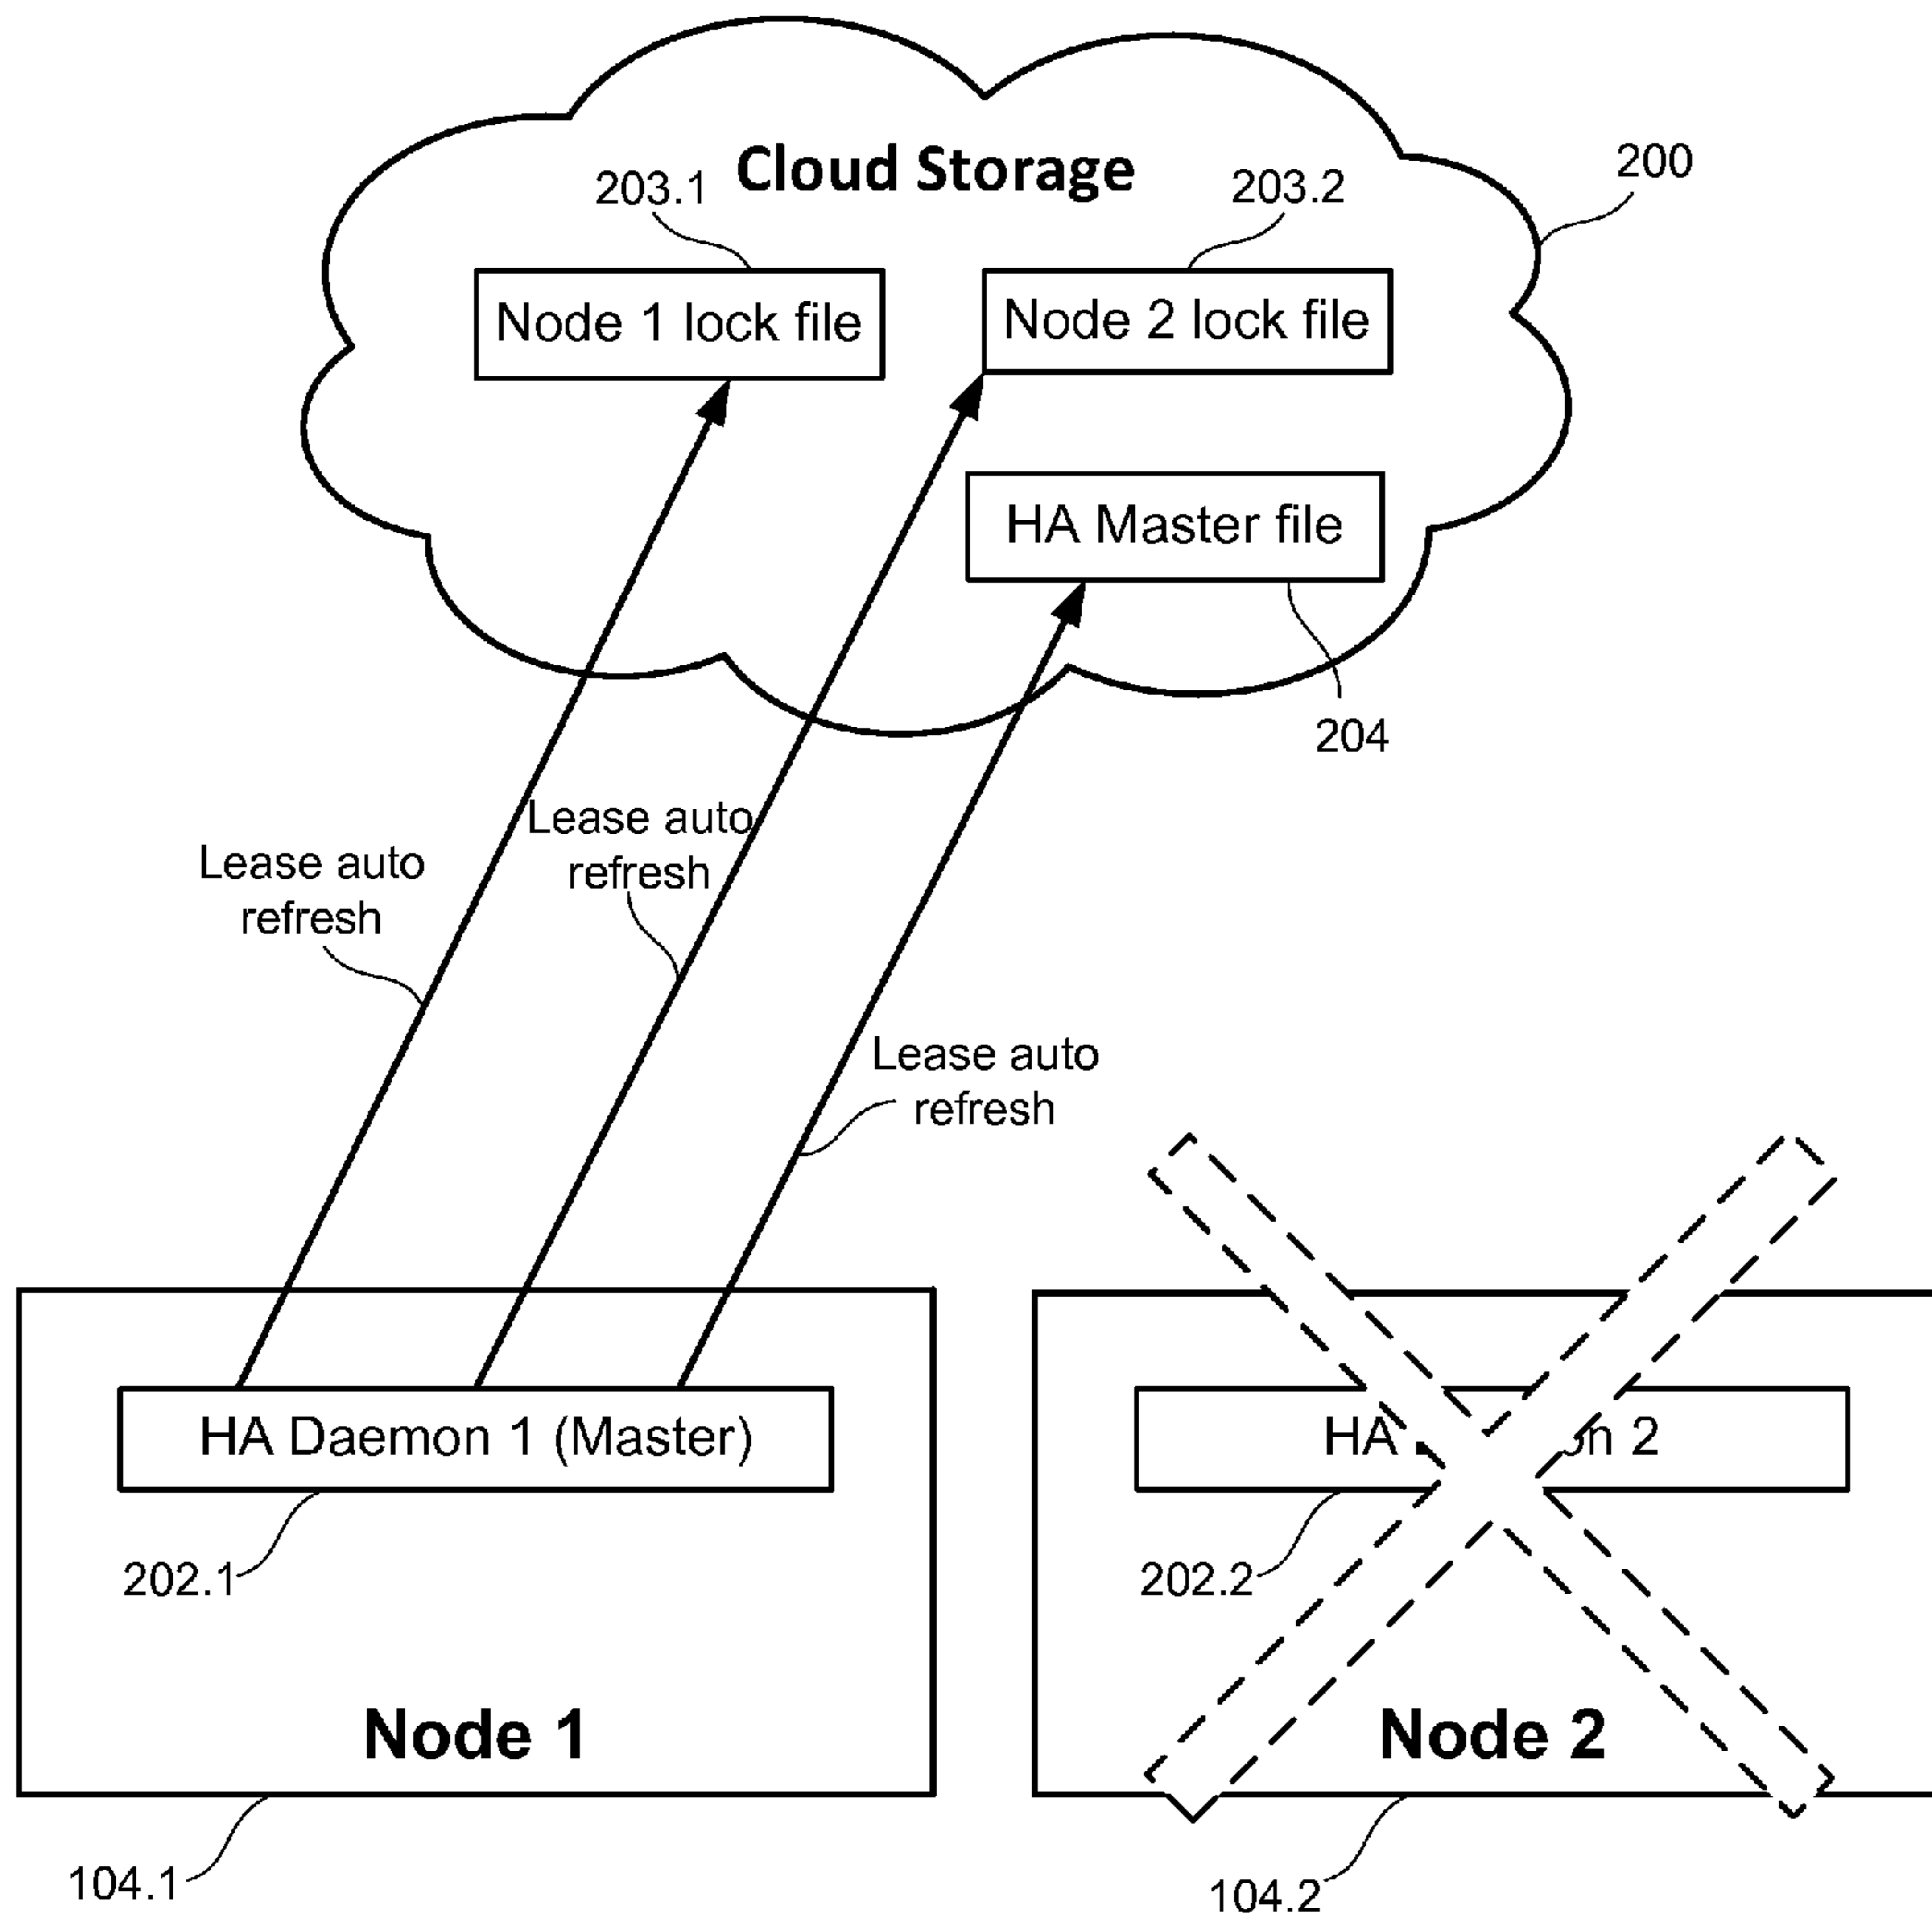 Cloud Storage
200
203.1
203.2
Node 1 lock file
Node 2 lock file
HA Master file
204
Lease auto
refresh
Lease auto
refresh
Lease auto
refresh
HA Daemon 1 (Master)
HA
n 2
202.1
202.2
Node 1
Node 2
104.1
104.2